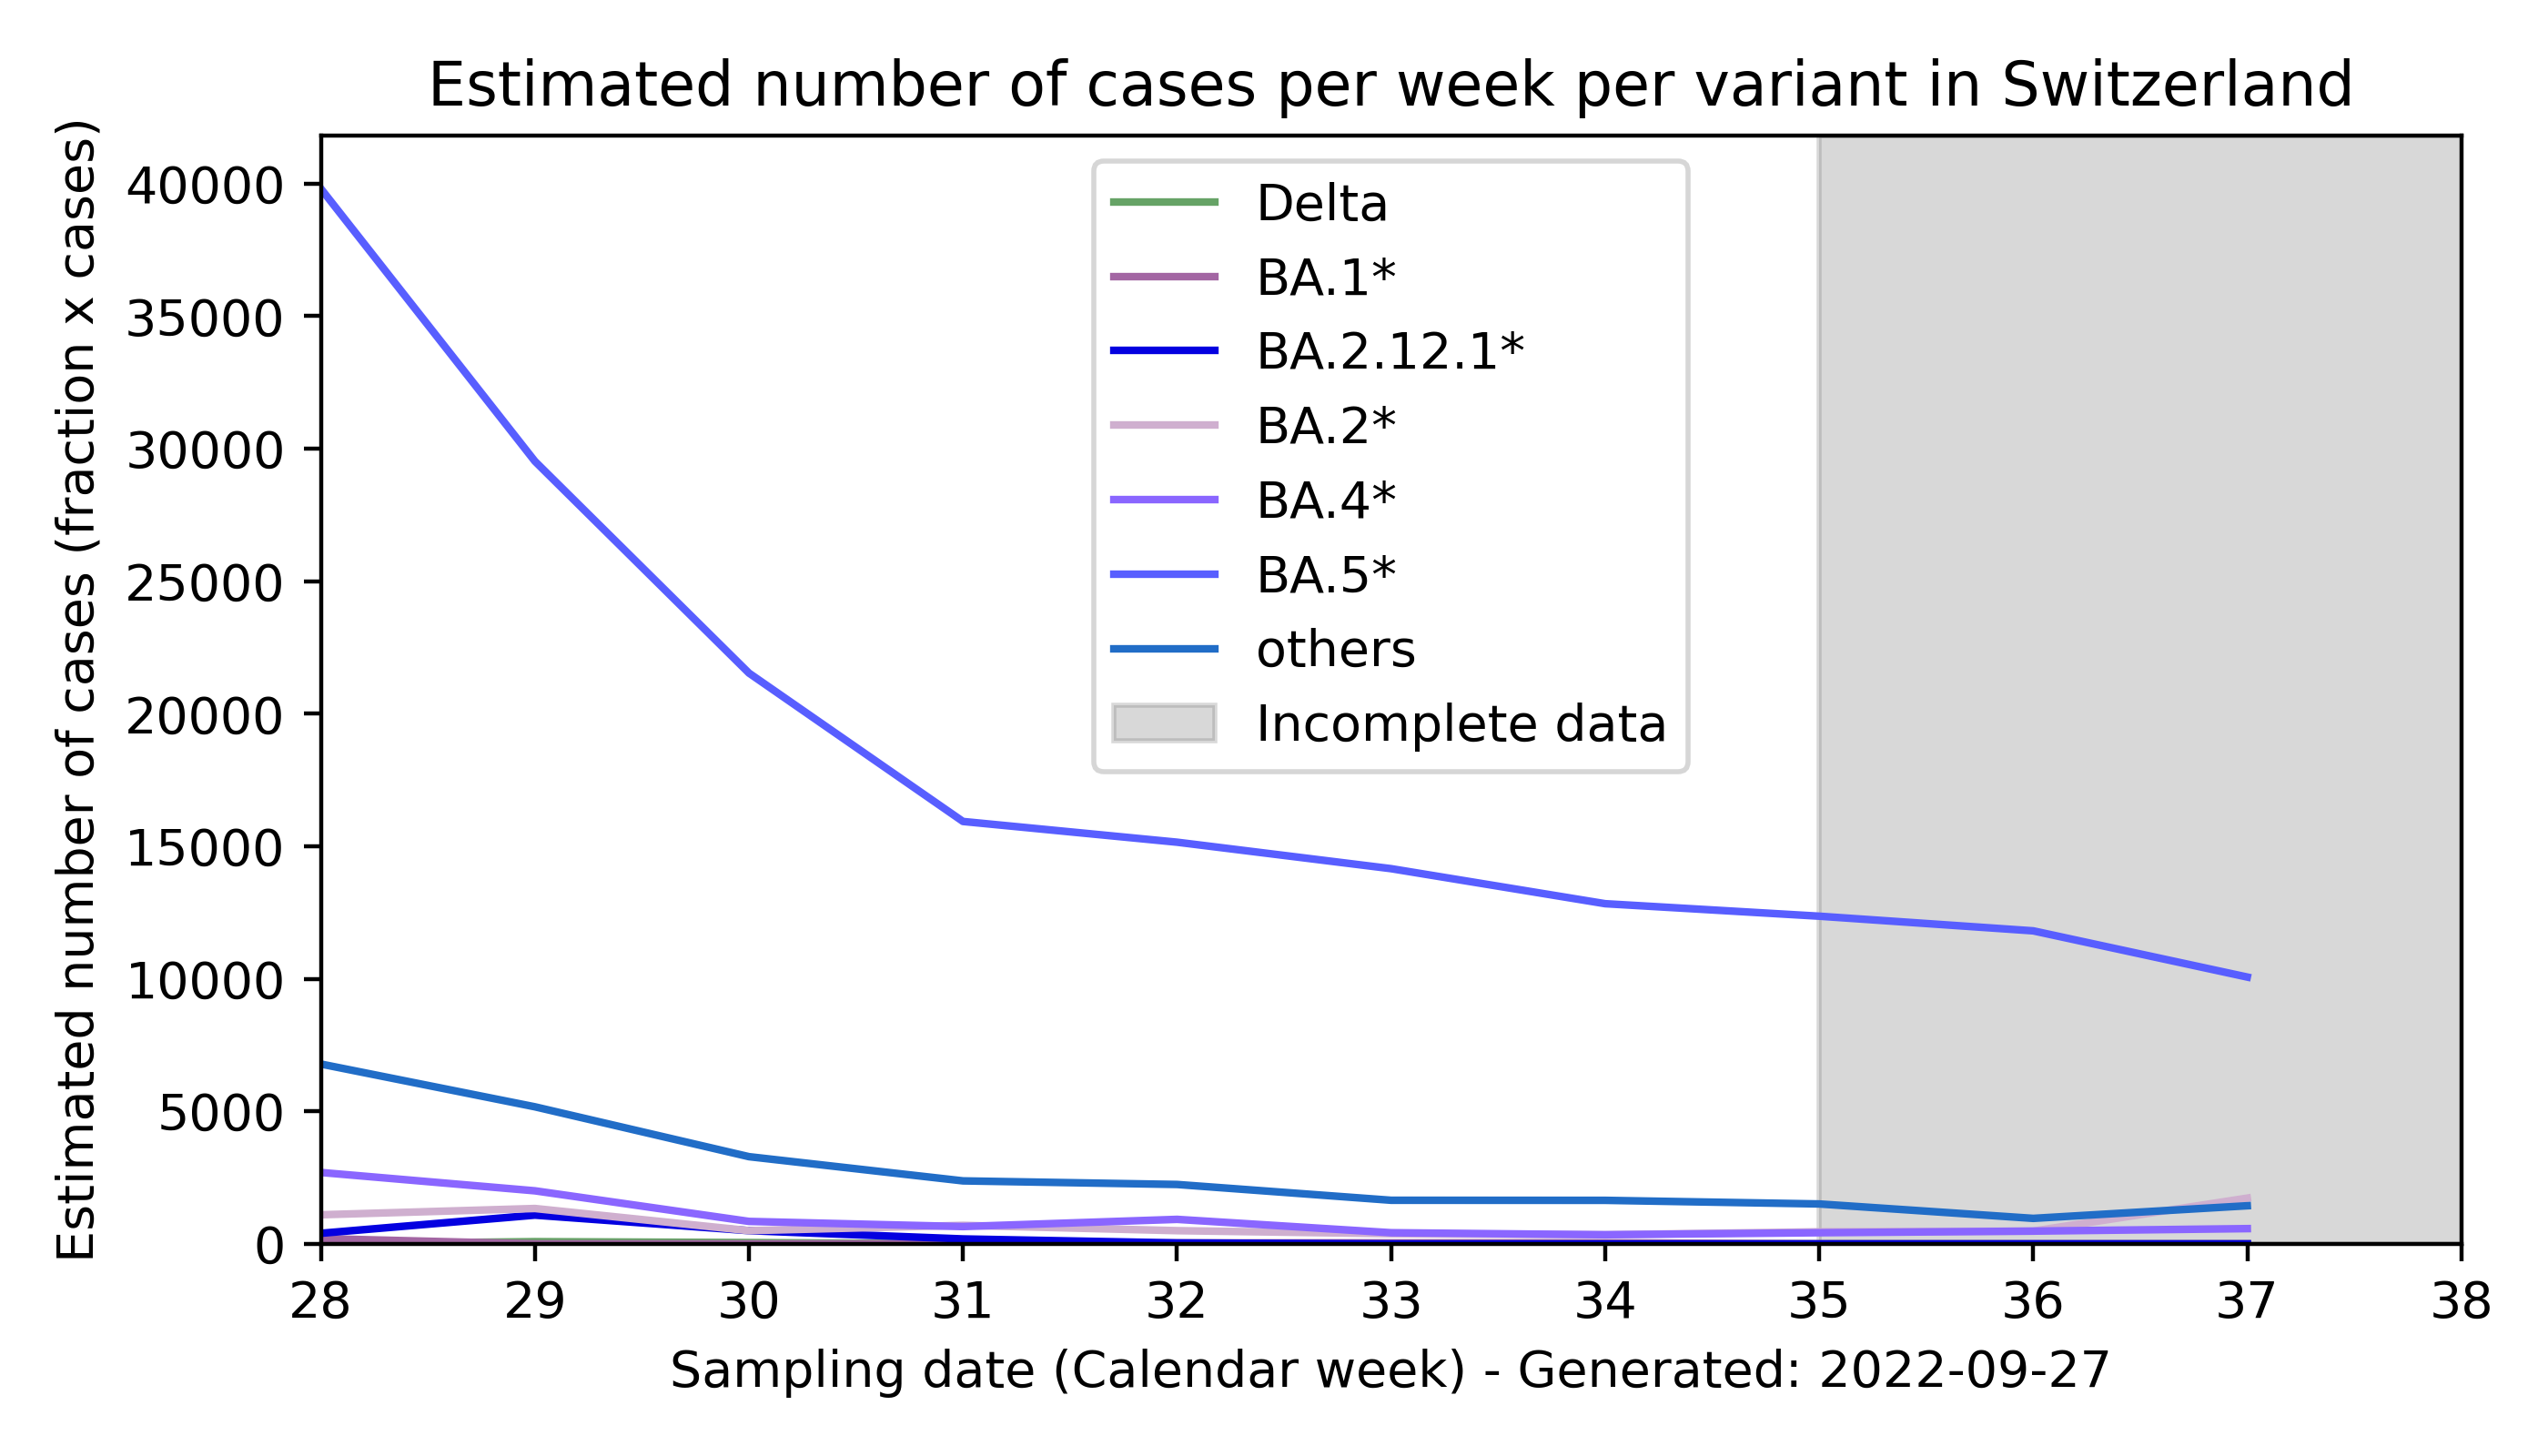 Estimated number of cases per week per variant in Switzerland
Estimated number of cases (fraction x cases)
40000
35000
30000
25000
20000
15000
10000
5000
0
Delta
BA.1*
BA.2.12.1*
BA.2*
BA.4*
BA.5*
others
Incomplete data
28 29 30 31 32 33 34 35 36 37 38
Sampling date (Calendar week) - Generated: 2022-09-27